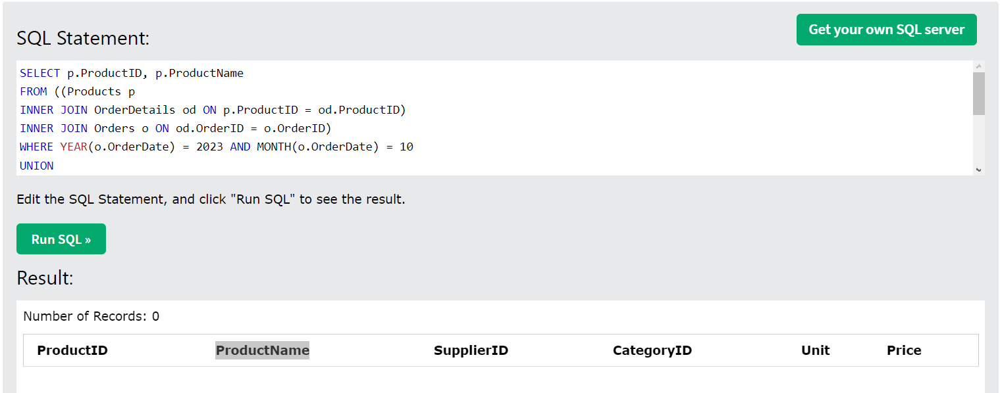 Get your own SQL server
SQL Statement:
SELECT p.ProductID, p.ProductName
FROM ((Products p
INNER JOIN OrderDetails od ON p.ProductID = od.ProductID)
INNER JOIN Orders o ON od.OrderID = o.OrderID)
WHERE YEAR(o.OrderDate) = 2023 AND MONTH(o.OrderDate) = 10
UNION
Edit the SQL Statement, and click "Run SQL" to see the result.
Run SQL »
Result:
Number of Records: 0
ProductID ProductName SupplierID CategoryID Unit Price